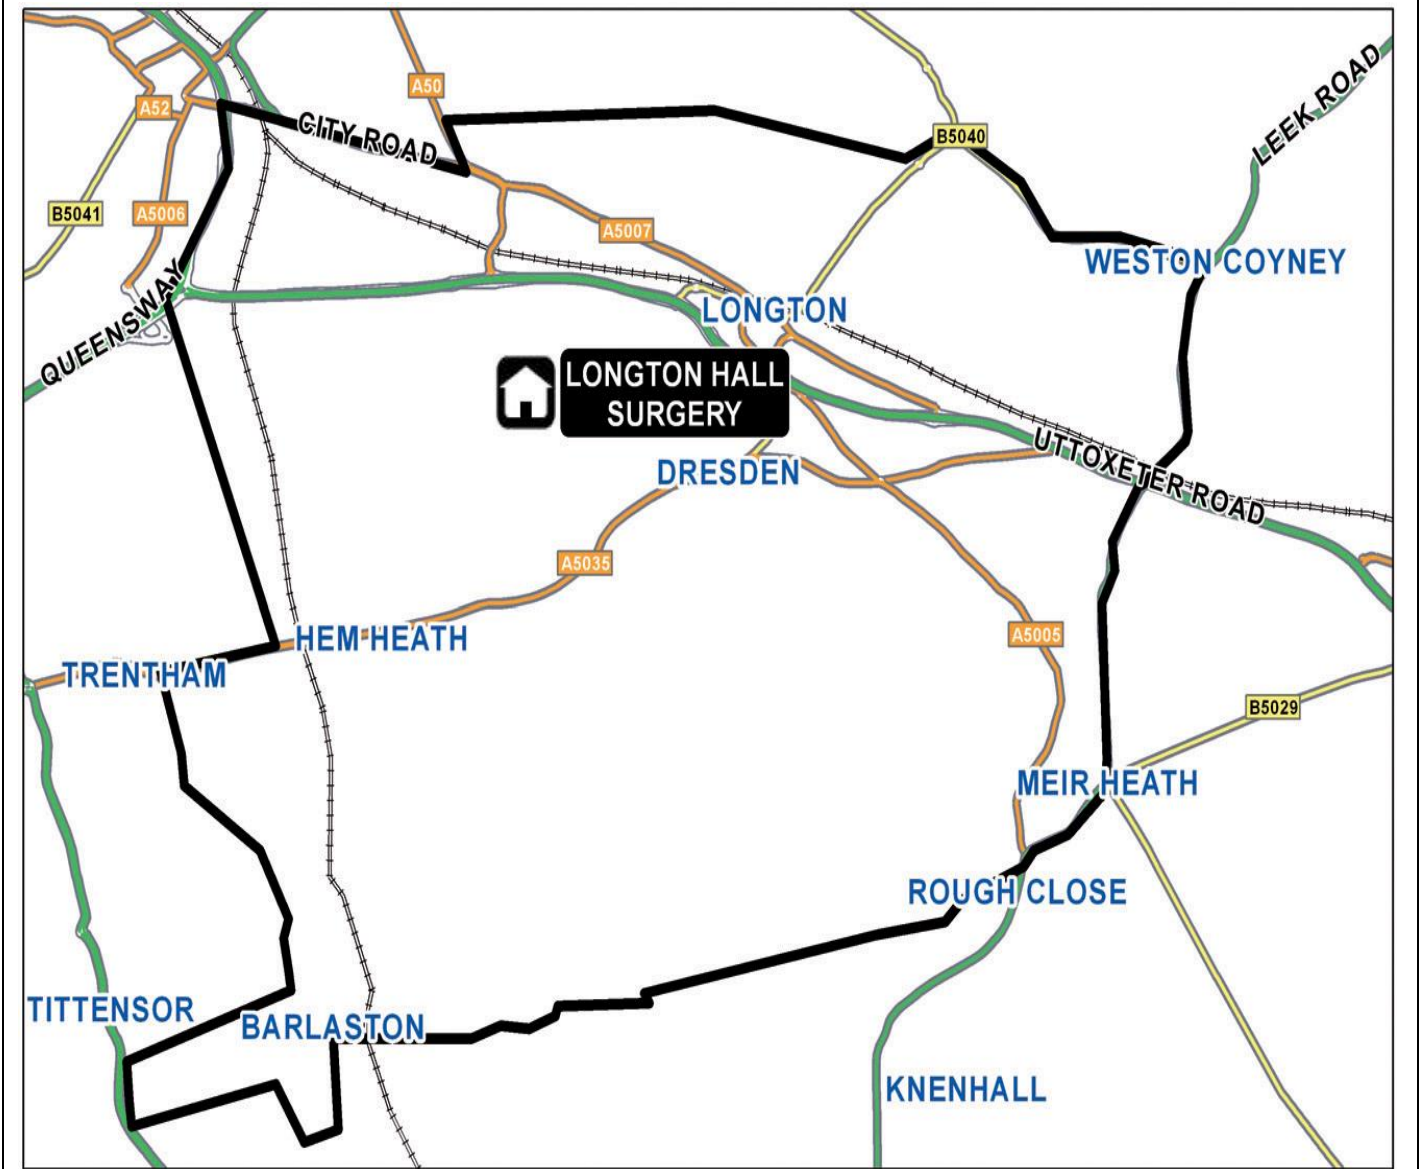 A50
LEEK ROAD
A52
CITY ROAD
B5040
B5041
A5006
A5007
WESTON COYNEY
QUEENSWAY
LONGTON
LONGTON HALL
SURGERY
UTTOXETER ROAD
DRESDEN
A5035
HEM HEATH
A5005
TRENTHAM
B5029
MEIR HEATH
ROUGH CLOSE
TITTENSOR
BARLASTON
KNENHALL